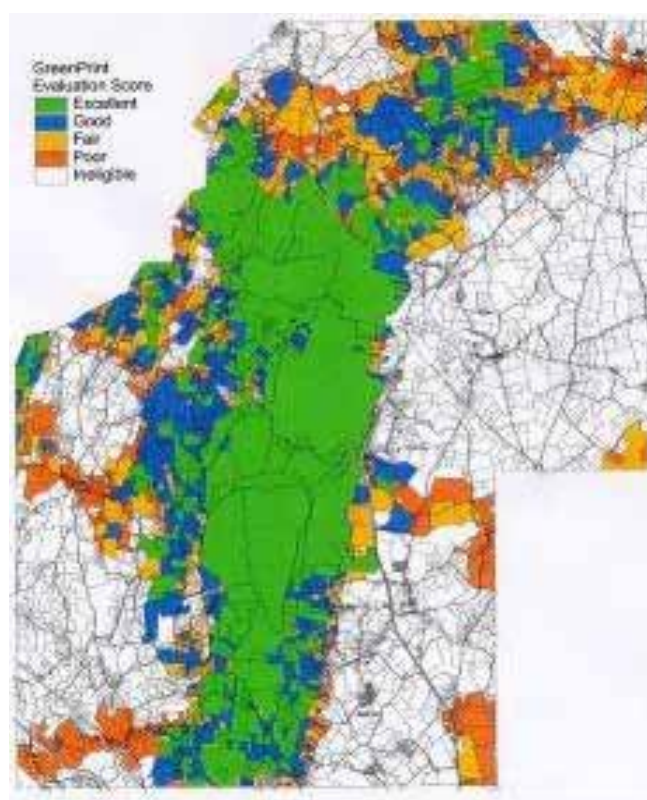 GreenPrint
Evaluation Score
Excellent
Good
Fair
Poor
Ineligible